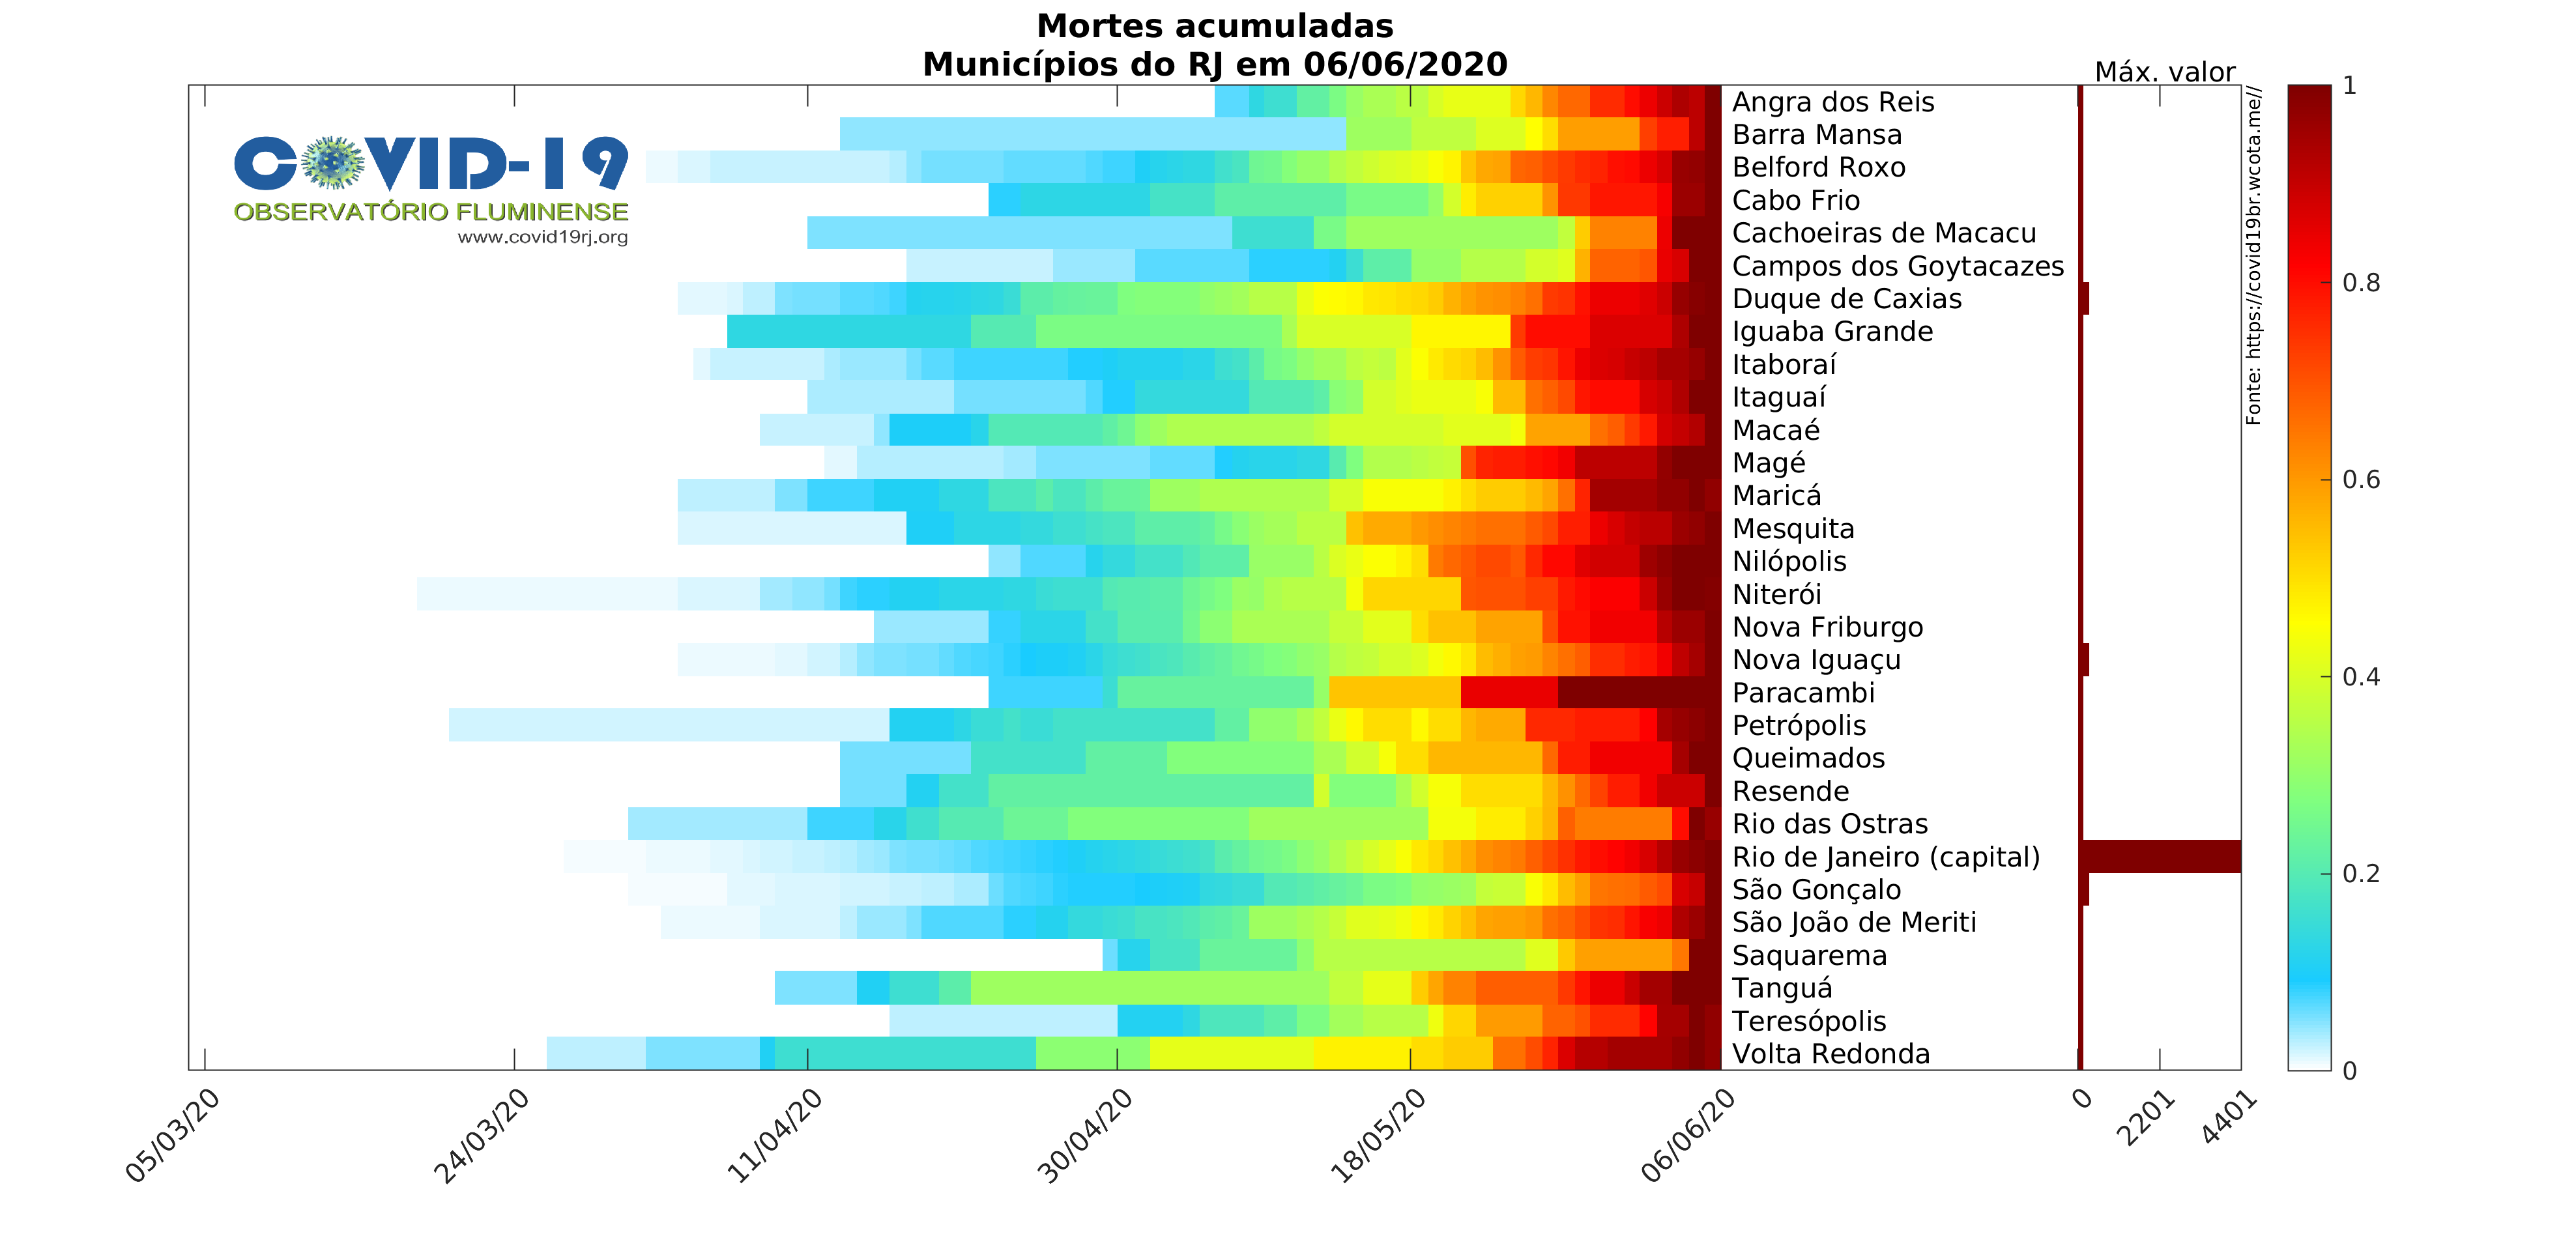 Mortes acumuladas
Municípios do RJ em 06/06/2020
Máx. valor
COVID-19
OBSERVATÓRIO FLUMINENSE
www.covid19rj.org
Angra dos Reis
Barra Mansa
Belford Roxo
Cabo Frio
Cachoeiras de Macacu
Campos dos Goytacazes
Duque de Caxias
Iguaba Grande
Itaboraí
Itaguaí
Macaé
Magé
Maricá
Mesquita
Nilópolis
Niterói
Nova Friburgo
Nova Iguaçu
Paracambi
Petrópolis
Queimados
Resende
Rio das Ostras
Rio de Janeiro (capital)
São Gonçalo
São João de Meriti
Saquarema
Tanguá
Teresópolis
Volta Redonda
05/03/20
24/03/20
11/04/20
30/04/20
18/05/20
06/06/20
0
2201
4401
Fonte: https://covid19br.wcota.me//
1
0.8
0.6
0.4
0.2
0